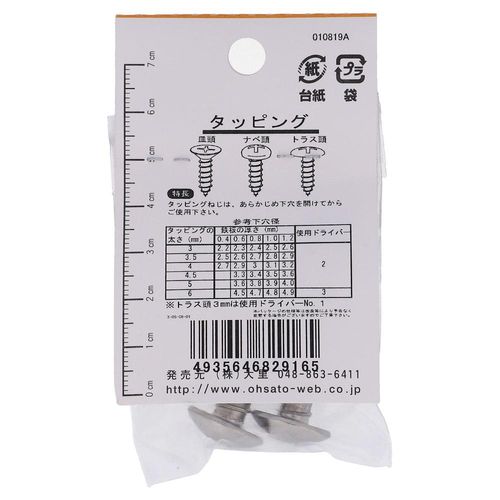 010819A
紙 プラ
台紙 袋
タッピング
皿頭 ナベ頭 トラス頭
特長
タッピングねじは、あらかじめ下穴を開けてから
ご使用下さい。
参考下穴径
タッピングの太さ(mm) 鉄板の厚さ(mm) 使用ドライバー
0.4 0.6 0.8 1.0 1.2
3 2.2 2.3 2.4 2.5 2.6 2
3.5 2.5 2.6 2.7 2.8 2.9
4 2.7 2.9 3 3.1 3.2
4.5 3.3 3.4 3.5 3.6
5 3.6 3.8 3.9 4.0
6 4.5 4.7 4.8 4.9 3
※トラス頭3mmは使用ドライバーNo.1
4935646829165
発売元 (株)大里 048-863-6411
http://www.ohsato-web.co.jp
7cm
6cm
5cm
4cm
3cm
2cm
1cm
0cm